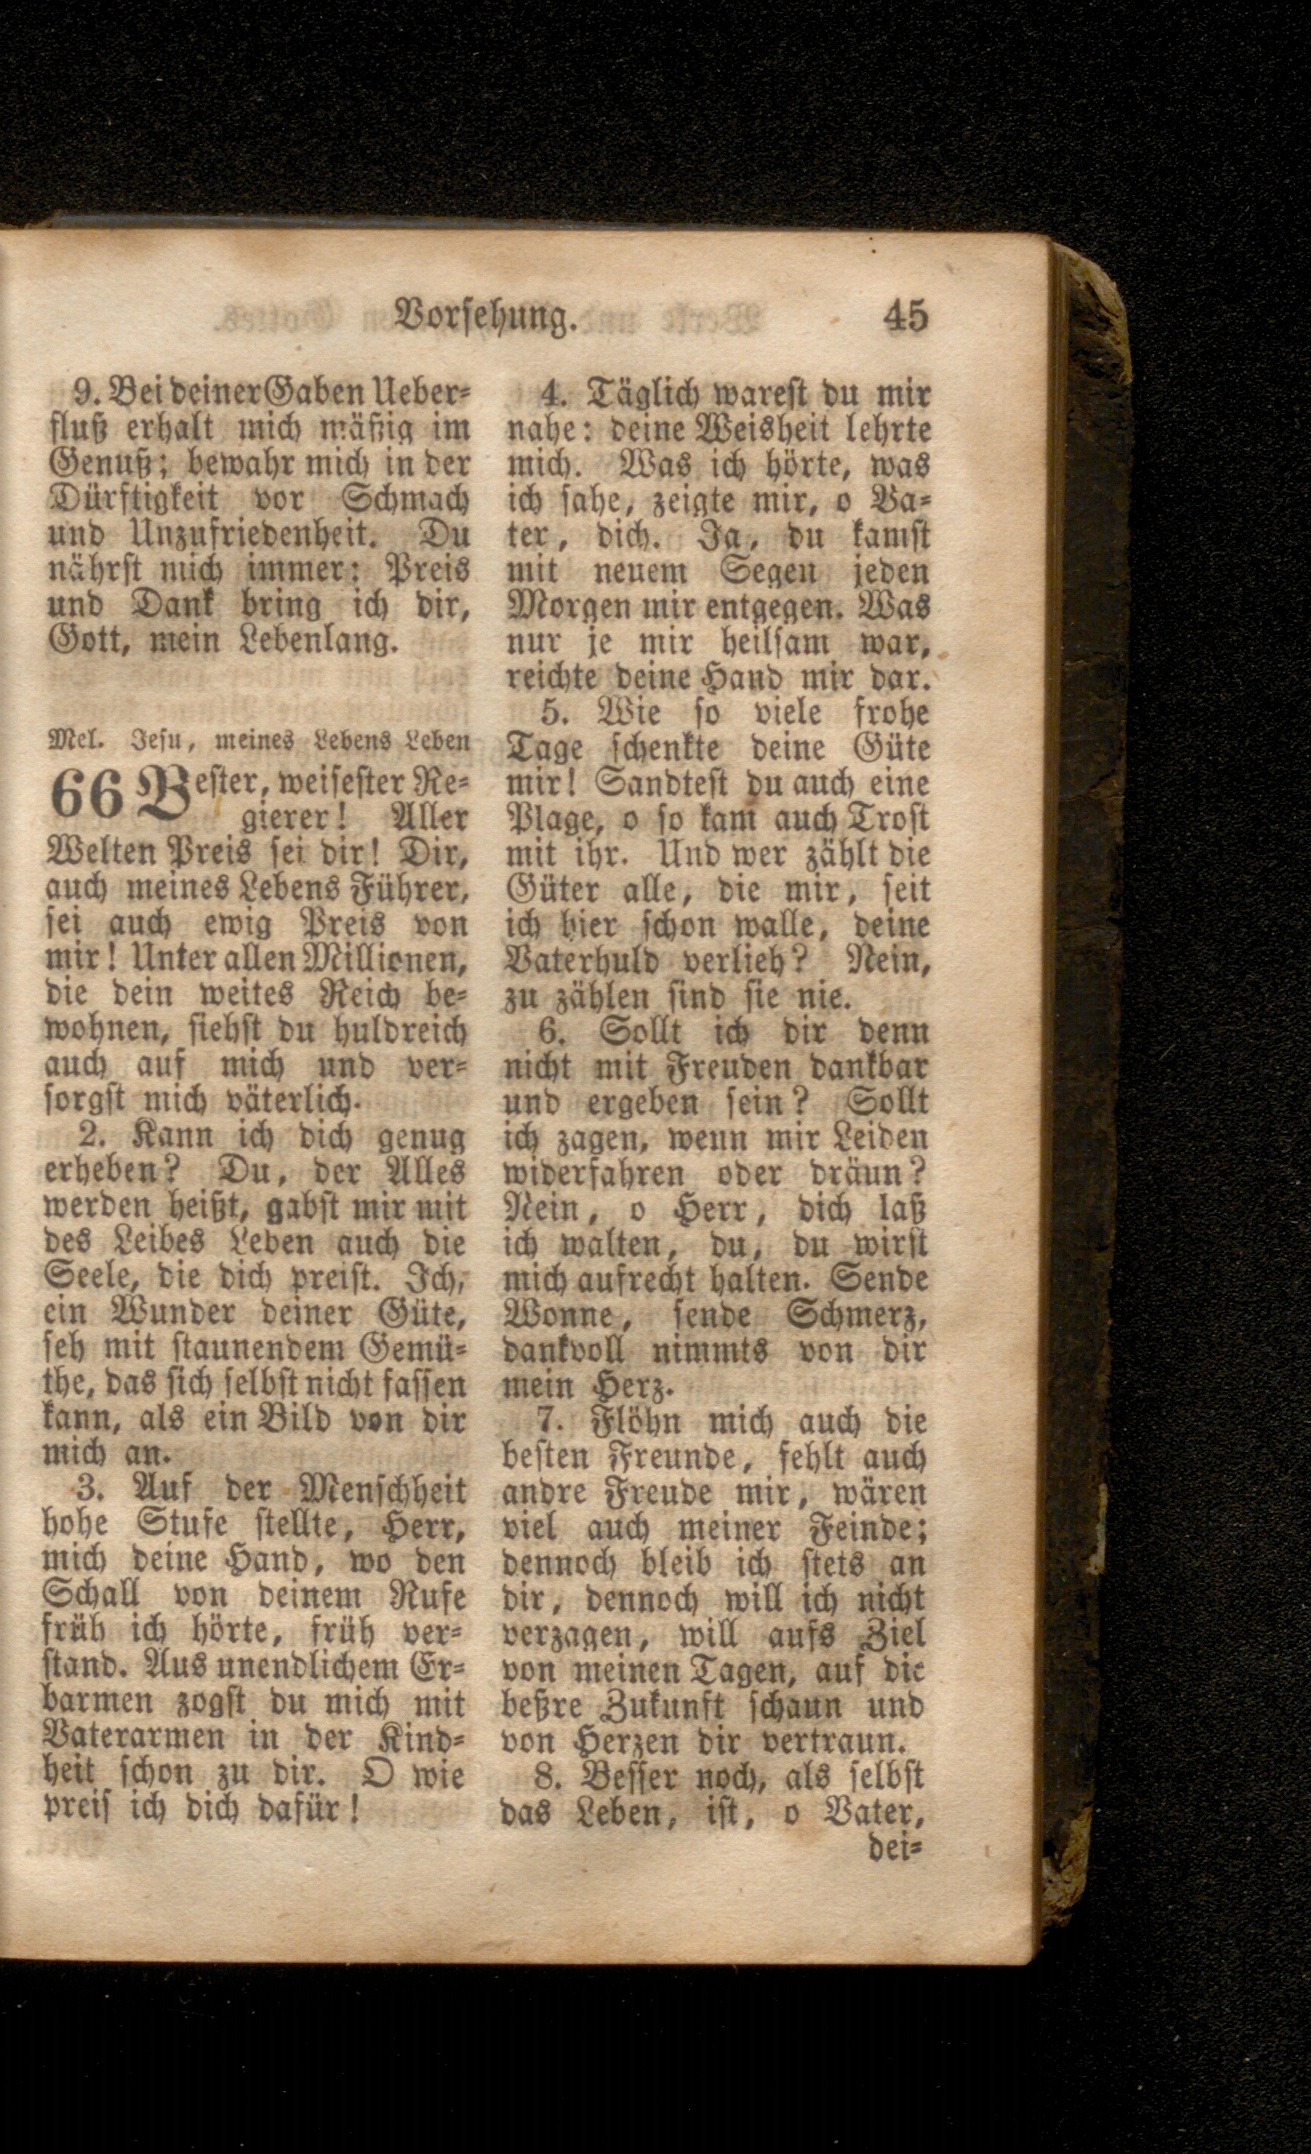 Vorsehung. 45
9. Bei deiner Gaben Ueber-
fluß erhalt mich mäßig im
Genuß; bewahr mich in der
Dürftigkeit vor Schmach
und Unzufriedenheit. Du
nährst mich immer: Preis
und Dank bring ich dir,
Gott, mein Lebenlang.
Mel. Jesu, meines Lebens Leben
66 Bester, weisester Re-
gierer! Aller
Welten Preis sei dir! Dir,
auch meines Lebens Führer,
sei auch ewig Preis von
mir! Unter allen Millionen,
die dein weites Reich be-
wohnen, siehst du huldreich
auch auf mich und ver-
sorgst mich väterlich.
2. Kann ich dich genug
erheben? Du, der Alles
werden heißt, gabst mir mit
des Leibes Leben auch die
Seele, die dich preist. Ich,
ein Wunder deiner Güte,
seh mit staunendem Gemü-
the, das sich selbst nicht fassen
kann, als ein Bild von dir
mich an.
3. Auf der Menschheit
hohe Stufe stellte, Herr,
mich deine Hand, wo den
Schall von deinem Rufe
früh ich hörte, früh ver-
stand. Aus unendlichem Er-
barmen zogst du mich mit
Vaterarmen in der Kind-
heit schon zu dir. O wie
preis ich dich dafür!
4. Täglich warest du mir
nahe: deine Weisheit lehrte
mich. Was ich hörte, was
ich sahe, zeigte mir, o Va-
ter, dich. Ja, du kamst
mit neuem Segen jeden
Morgen mir entgegen. Was
nur je mir heilsam war,
reichte deine Hand mir dar.
5. Wie so viele frohe
Tage schenkte deine Güte
mir! Sandtest du auch eine
Plage, o so kam auch Trost
mit ihr. Und wer zählt die
Güter alle, die mir, seit
ich hier schon walle, deine
Vaterhuld verlieh? Nein,
zu zählen sind sie nie.
6. Sollt ich dir denn
nicht mit Freuden dankbar
und ergeben sein? Sollt
ich zagen, wenn mir Leiden
widerfahren oder dräun?
Nein, o Herr, dich laß
ich walten, du, du wirst
mich aufrecht halten. Sende
Wonne, sende Schmerz,
dankvoll nimmts von dir
mein Herz.
7. Flöhn mich auch die
besten Freunde, fehlt auch
andre Freude mir, wären
viel auch meiner Feinde;
dennoch bleib ich stets an
dir, dennoch will ich nicht
verzagen, will aufs Ziel
von meinen Tagen, auf die
beßre Zukunft schaun und
von Herzen dir vertraun.
8. Besser noch, als selbst
das Leben, ist, o Vater,
dei-